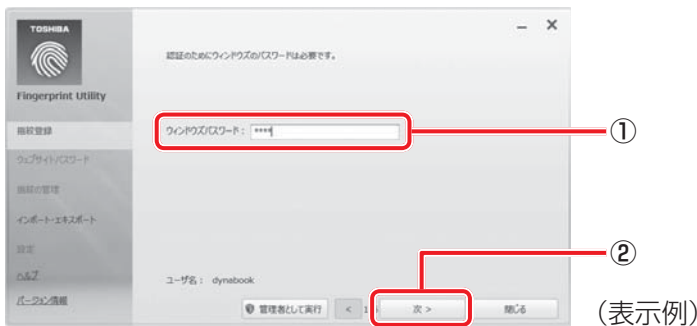 TOSHIBA
Fingerprint Utility
認証のためにウィンドウズのパスワードは必要です。
指紋登録
ウィンドウズパスワード： ****
①
ウェブサイトパスワード
指紋の管理
インポート・エキスポート
設定
②
ヘルプ
ユーザ名： dynabook
バージョン情報
管理者として実行
<
1
次 >
閉じる
（表示例）